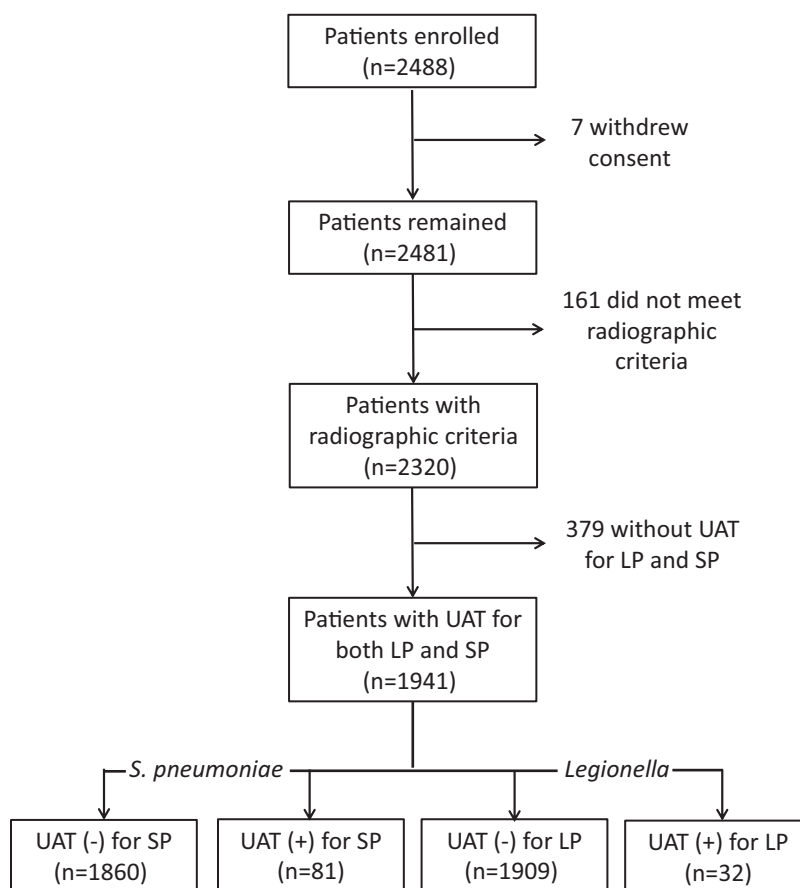 Patients enrolled
(n=2488)
7 withdrew
consent
Patients remained
(n=2481)
161 did not meet
radiographic
criteria
Patients with
radiographic criteria
(n=2320)
379 without UAT
for LP and SP
Patients with UAT for
both LP and SP
(n=1941)
S. pneumoniae
Legionella
UAT (-) for SP
(n=1860)
UAT (+) for SP
(n=81)
UAT (-) for LP
(n=1909)
UAT (+) for LP
(n=32)